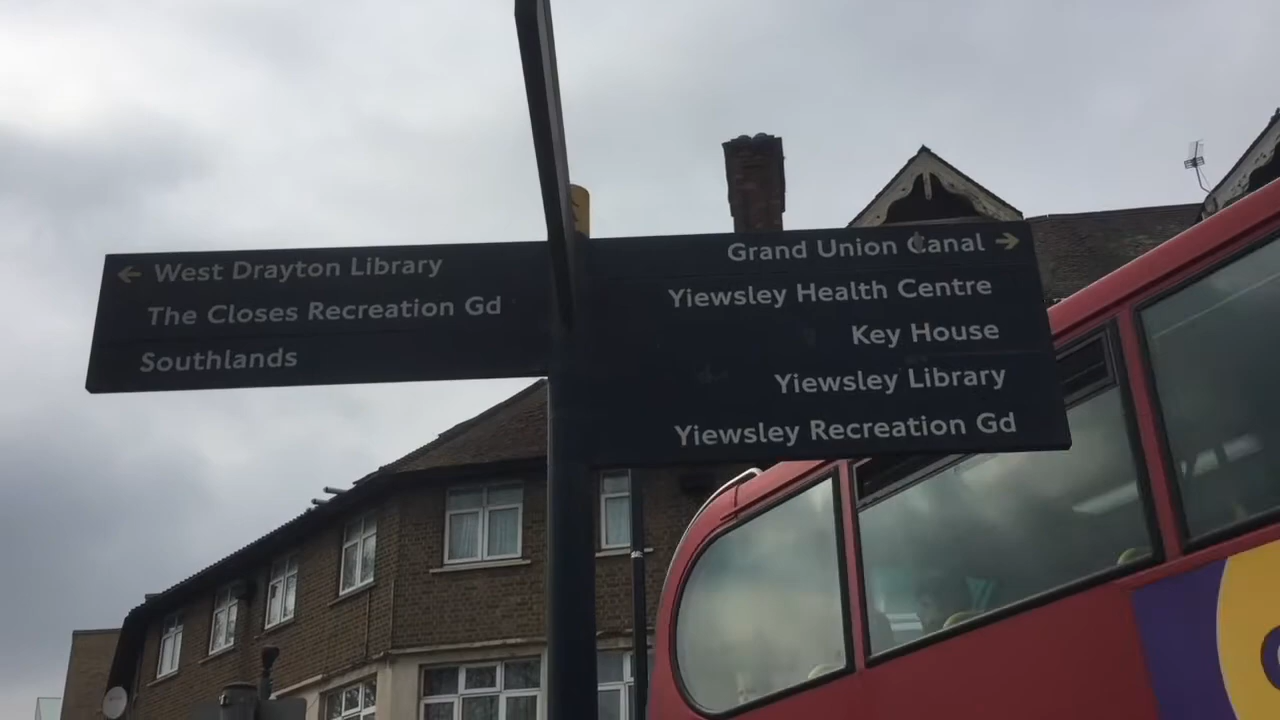 ← West Drayton Library
The Closes Recreation Gd
Southlands
Grand Union Canal →
Yiewsley Health Centre
Key House
Yiewsley Library
Yiewsley Recreation Gd